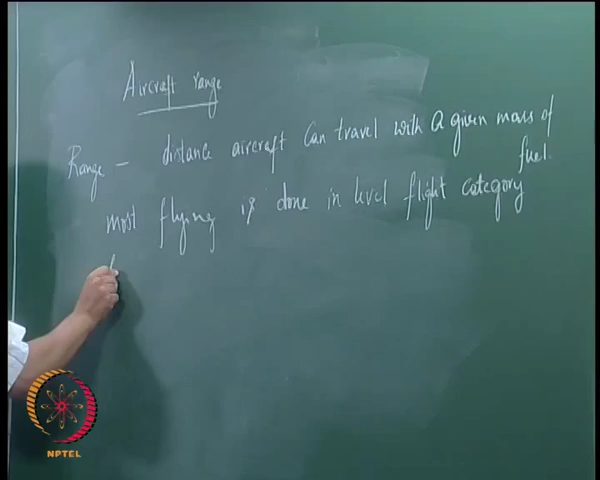 Aircraft range
Range - distance aircraft can travel with a given mass of
fuel.
most flying is done in level flight category
NPTEL